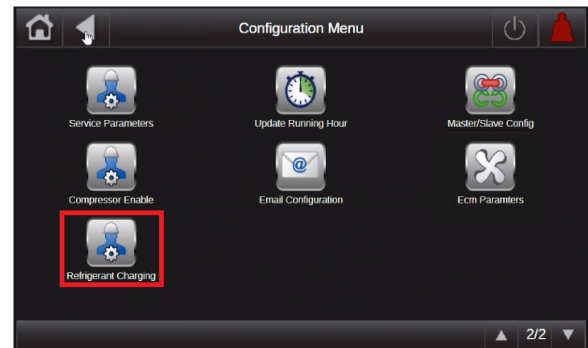 Configuration Menu
Service Parameters
Update Running Hour
Master/Slave Config
Compressor Enable
@
Email Configuration
Ecm Paramters
Refrigerant Charging
2/2